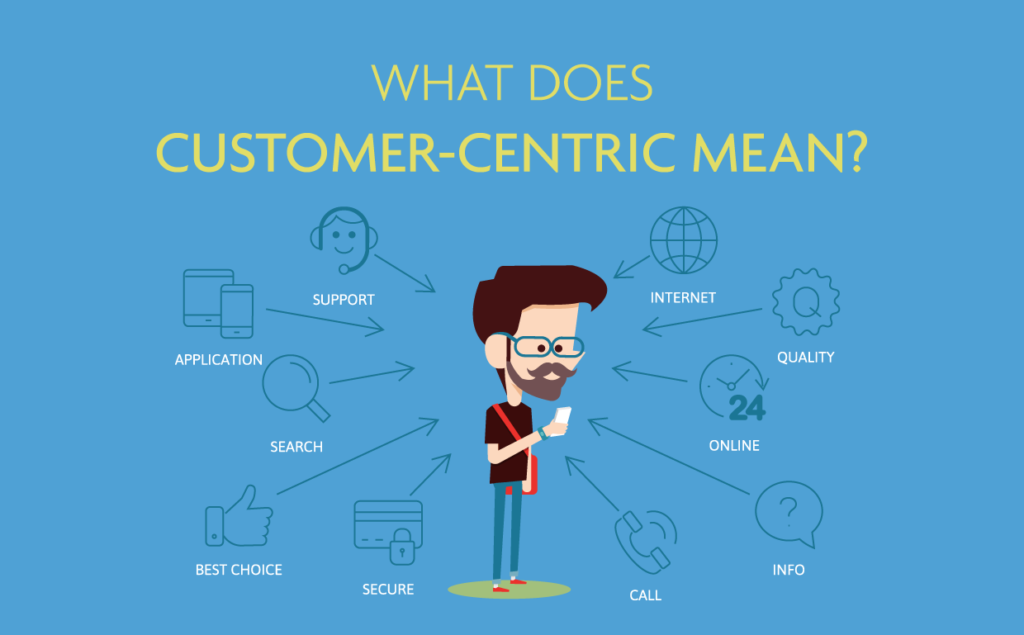 WHAT DOES
CUSTOMER-CENTRIC MEAN?
SUPPORT
INTERNET
APPLICATION
Q
QUALITY
SEARCH
24
ONLINE
BEST CHOICE
SECURE
CALL
?
INFO